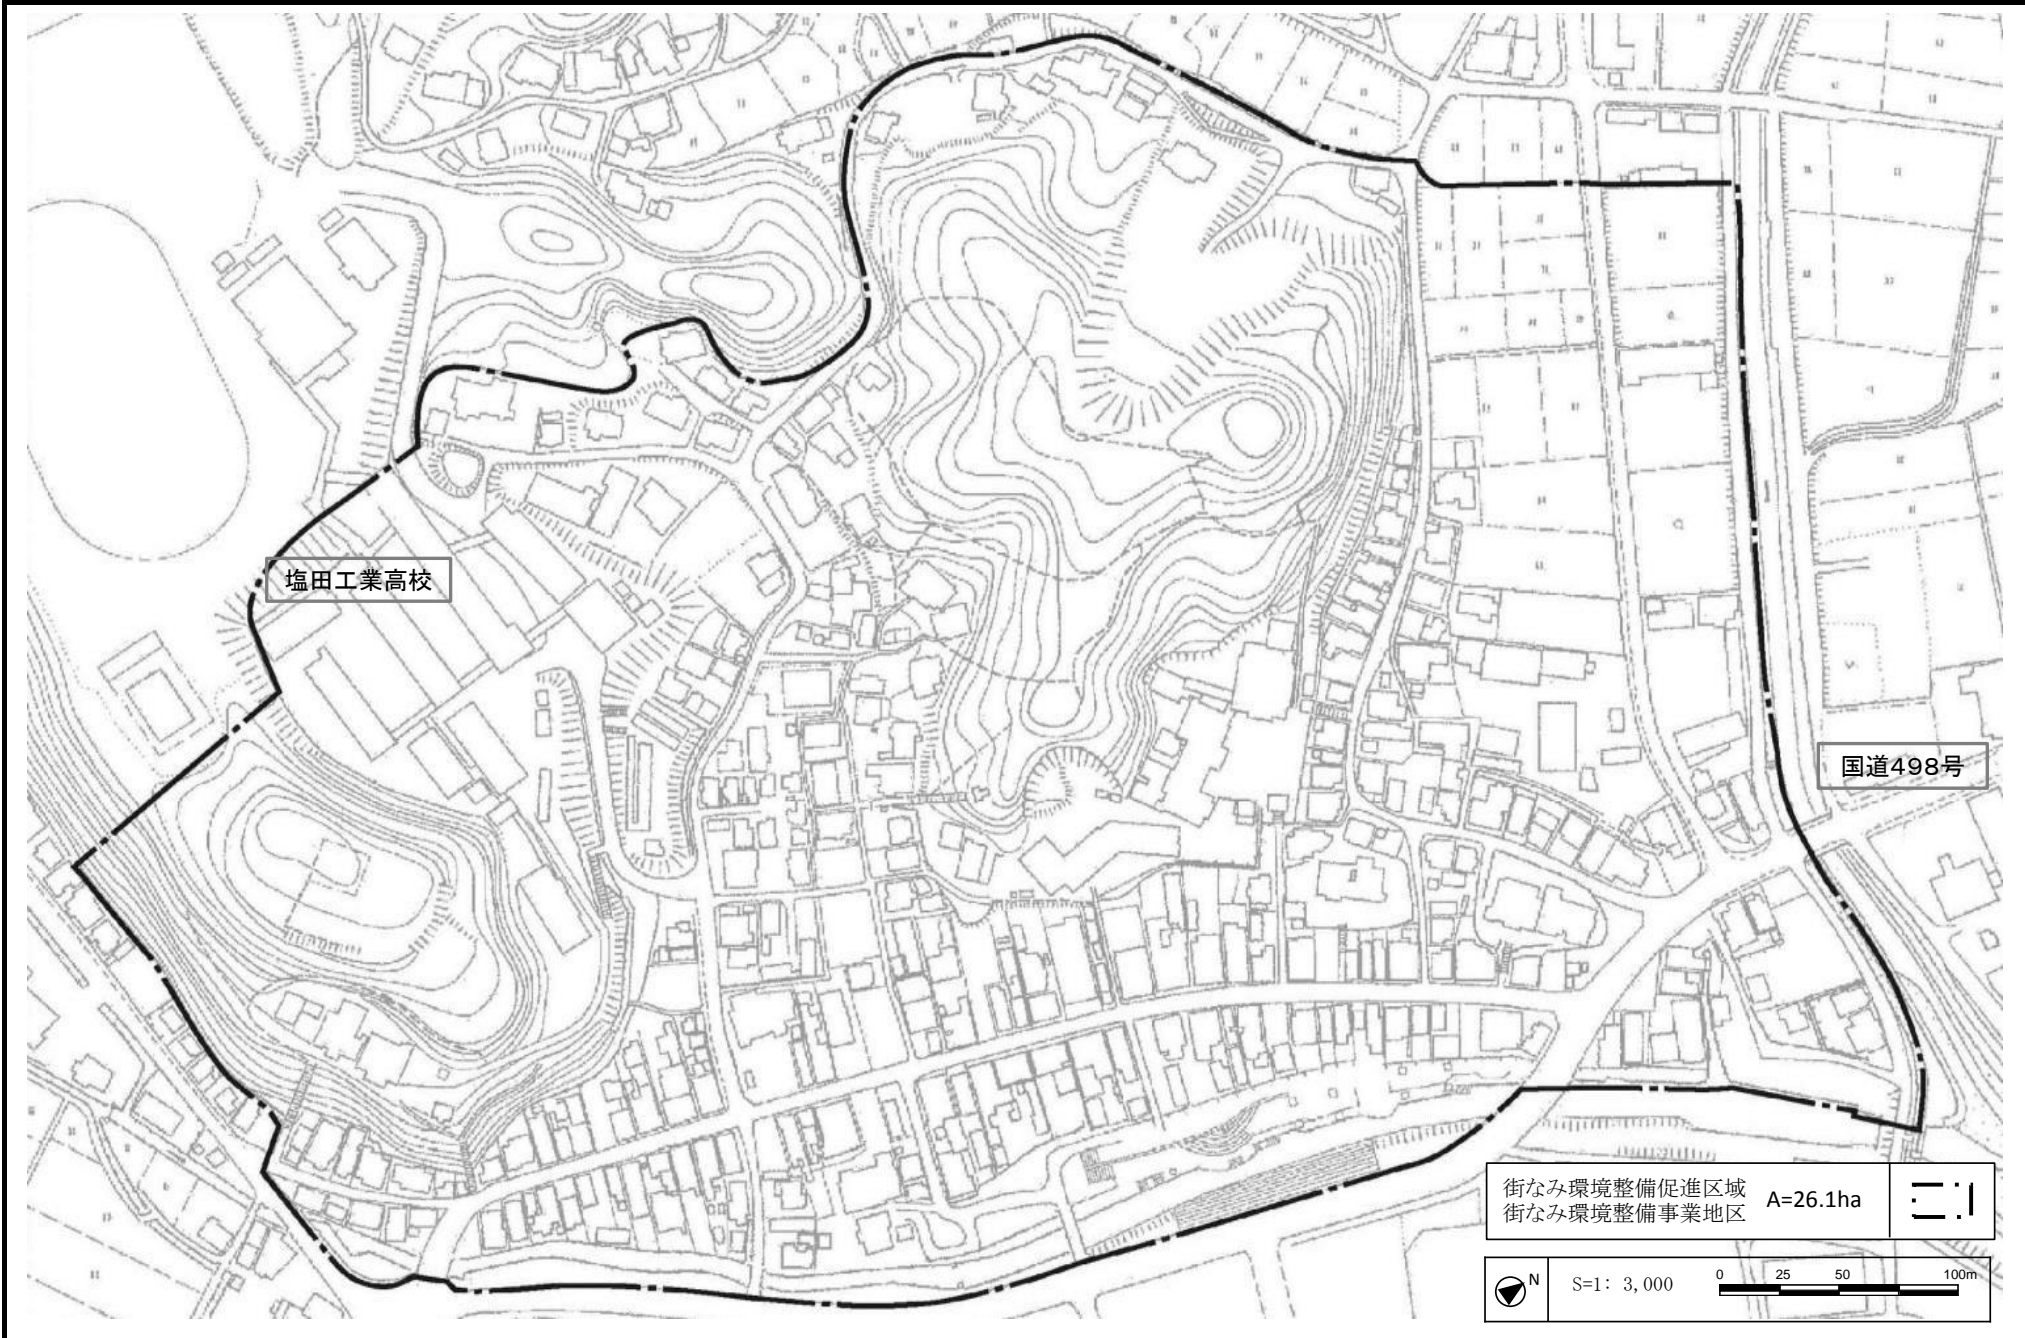 塩田工業高校
国道498号
街なみ環境整備促進区域
街なみ環境整備事業地区
A=26.1ha
N
S=1: 3,000
0 25 50 100m